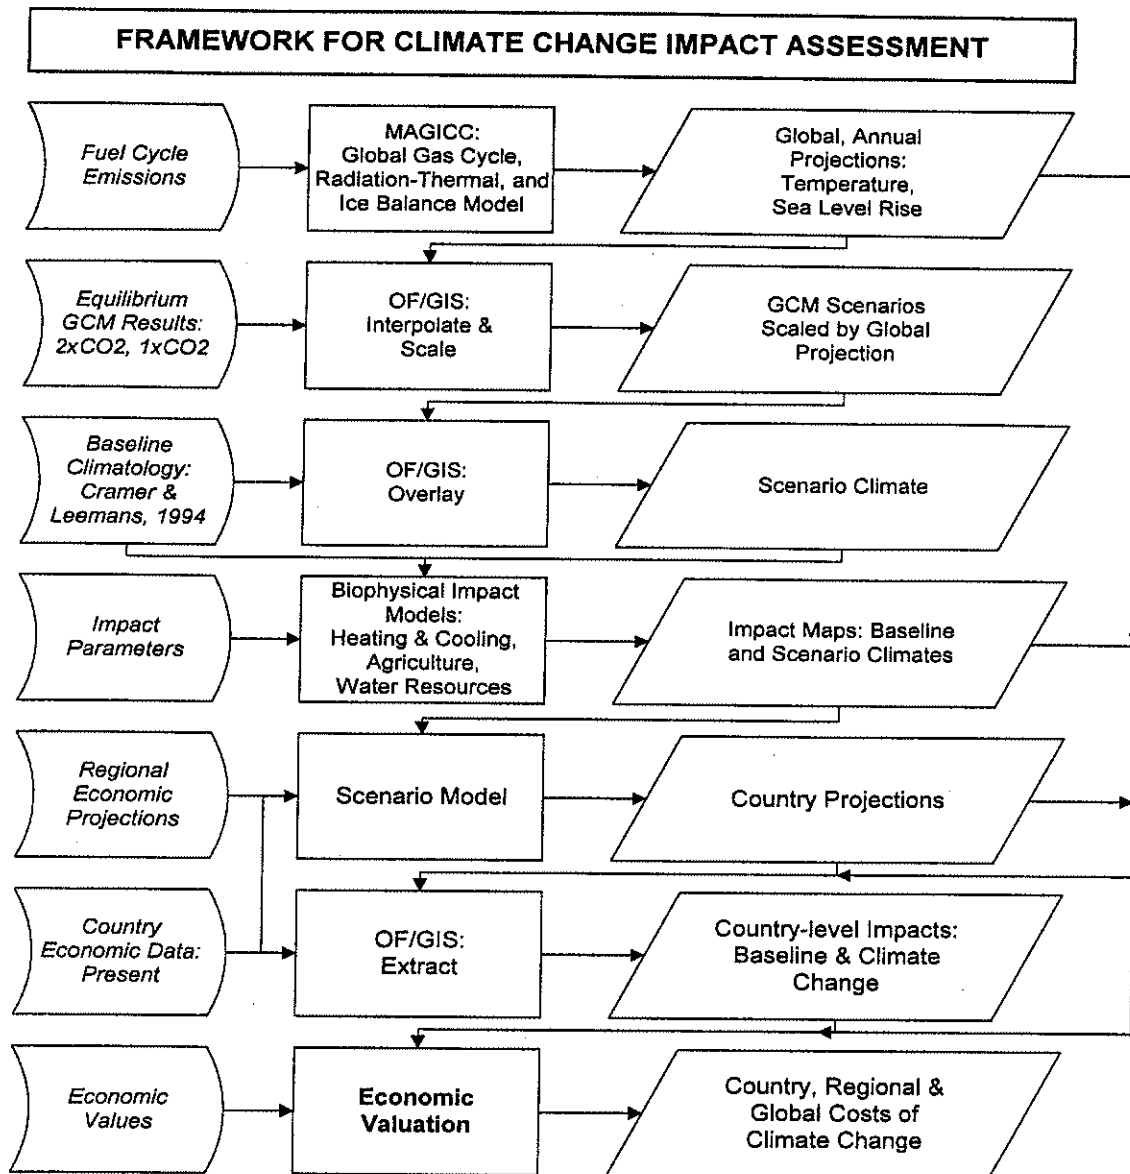 FRAMEWORK FOR CLIMATE CHANGE IMPACT ASSESSMENT
Fuel Cycle
Emissions
MAGICC:
Global Gas Cycle,
Radiation-Thermal, and
Ice Balance Model
Global, Annual
Projections:
Temperature,
Sea Level Rise
Equilibrium
GCM Results:
2xCO2, 1xCO2
OF/GIS:
Interpolate &
Scale
GCM Scenarios
Scaled by Global
Projection
Baseline
Climatology:
Cramer &
Leemans, 1994
OF/GIS:
Overlay
Scenario Climate
Impact
Parameters
Biophysical Impact
Models:
Heating & Cooling,
Agriculture,
Water Resources
Impact Maps: Baseline
and Scenario Climates
Regional
Economic
Projections
Scenario Model
Country Projections
Country
Economic Data:
Present
OF/GIS:
Extract
Country-level Impacts:
Baseline & Climate
Change
Economic
Values
Economic
Valuation
Country, Regional &
Global Costs of
Climate Change